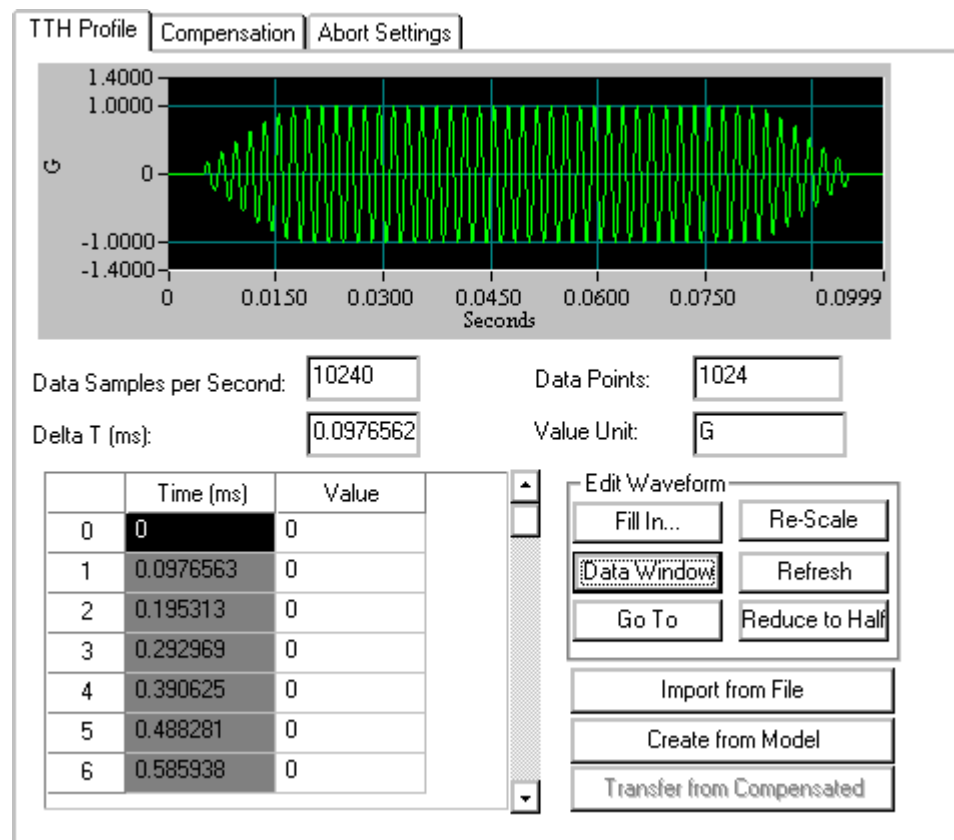 TTH Profile Compensation Abort Settings
1.4000
1.0000
G
0
-1.0000
-1.4000
0 0.0150 0.0300 0.0450 0.0600 0.0750 0.0999
Seconds
Data Samples per Second: 10240 Data Points: 1024
Delta T (ms): 0.0976562 Value Unit: G
Time (ms) Value
0 0 0
1 0.0976563 0
2 0.195313 0
3 0.292969 0
4 0.390625 0
5 0.488281 0
6 0.585938 0
Edit Waveform
Fill In... Re-Scale
Data Window Refresh
Go To Reduce to Half
Import from File
Create from Model
Transfer from Compensated